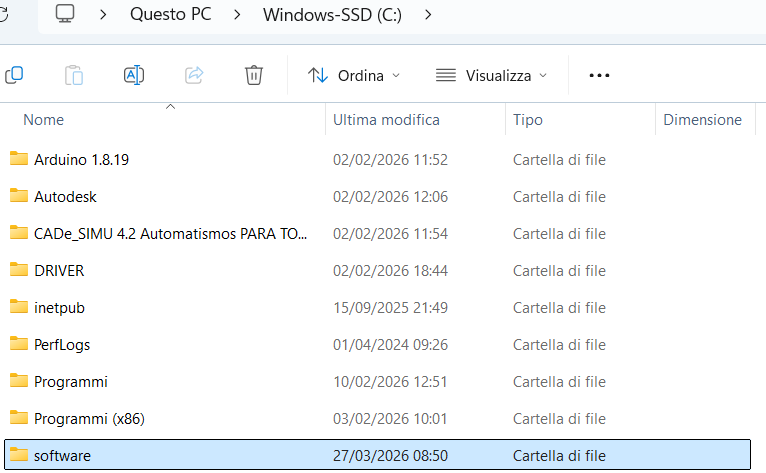 Questo PC > Windows-SSD (C:) >
Ordina Visualizza ...
Nome Ultima modifica Tipo Dimensione
Arduino 1.8.19 02/02/2026 11:52 Cartella di file
Autodesk 02/02/2026 12:06 Cartella di file
CADe_SIMU 4.2 Automatismos PARA TO... 02/02/2026 11:54 Cartella di file
DRIVER 02/02/2026 18:44 Cartella di file
inetpub 15/09/2025 21:49 Cartella di file
PerfLogs 01/04/2024 09:26 Cartella di file
Programmi 10/02/2026 12:51 Cartella di file
Programmi (x86) 03/02/2026 10:01 Cartella di file
software 27/03/2026 08:50 Cartella di file